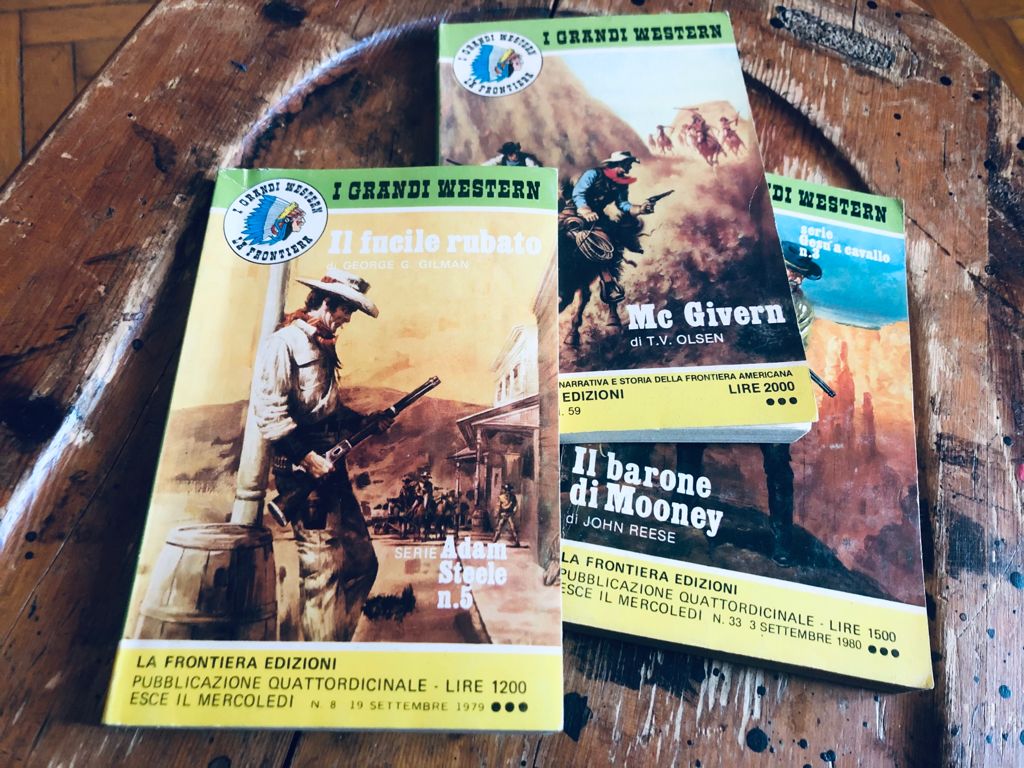 I GRANDI WESTERN
LA FRONTIERA
I GRANDI WESTERN
Il fucile rubato
di GEORGE G. GILMAN
SERIE Adam
Steele
n.5
LA FRONTIERA EDIZIONI
PUBBLICAZIONE QUATTORDICINALE - LIRE 1200
ESCE IL MERCOLEDI N. 8 19 SETTEMBRE 1979
I GRANDI WESTERN
LA FRONTIERA
I GRANDI WESTERN
Mc Givern
di T.V. OLSEN
NARRATIVA E STORIA DELLA FRONTIERA AMERICANA
EDIZIONI LIRE 2000
59
WESTERN
serie
Gesu'a cavallo
n.3
Il barone
di Mooney
di JOHN REESE
LA FRONTIERA EDIZIONI
PUBBLICAZIONE QUATTORDICINALE - LIRE 1500
ESCE IL MERCOLEDI N. 33 3 SETTEMBRE 1980